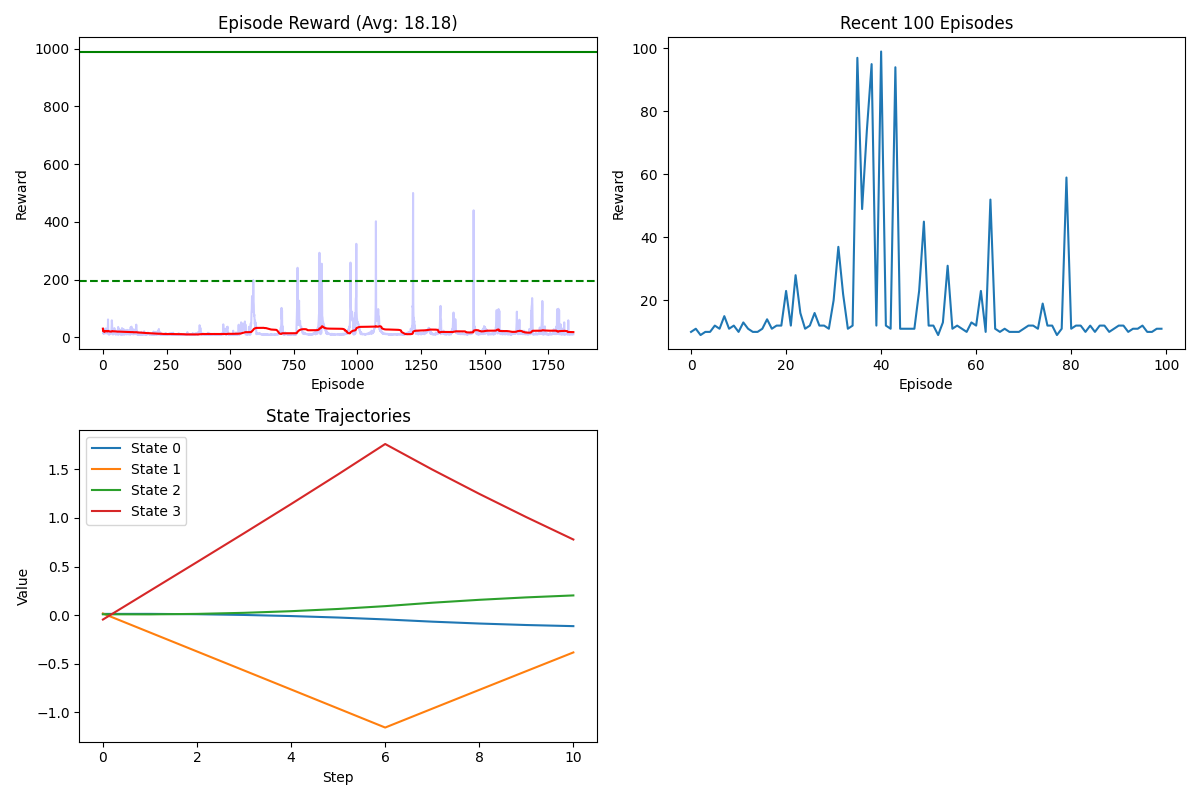 Episode Reward (Avg: 18.18)
1000
800
600
400
200
0
Reward
0 250 500 750 1000 1250 1500 1750
Episode
Recent 100 Episodes
100
80
60
40
20
Reward
0 20 40 60 80 100
Episode
State Trajectories
State 0
State 1
State 2
State 3
1.5
1.0
0.5
0.0
−0.5
−1.0
Value
0 2 4 6 8 10
Step